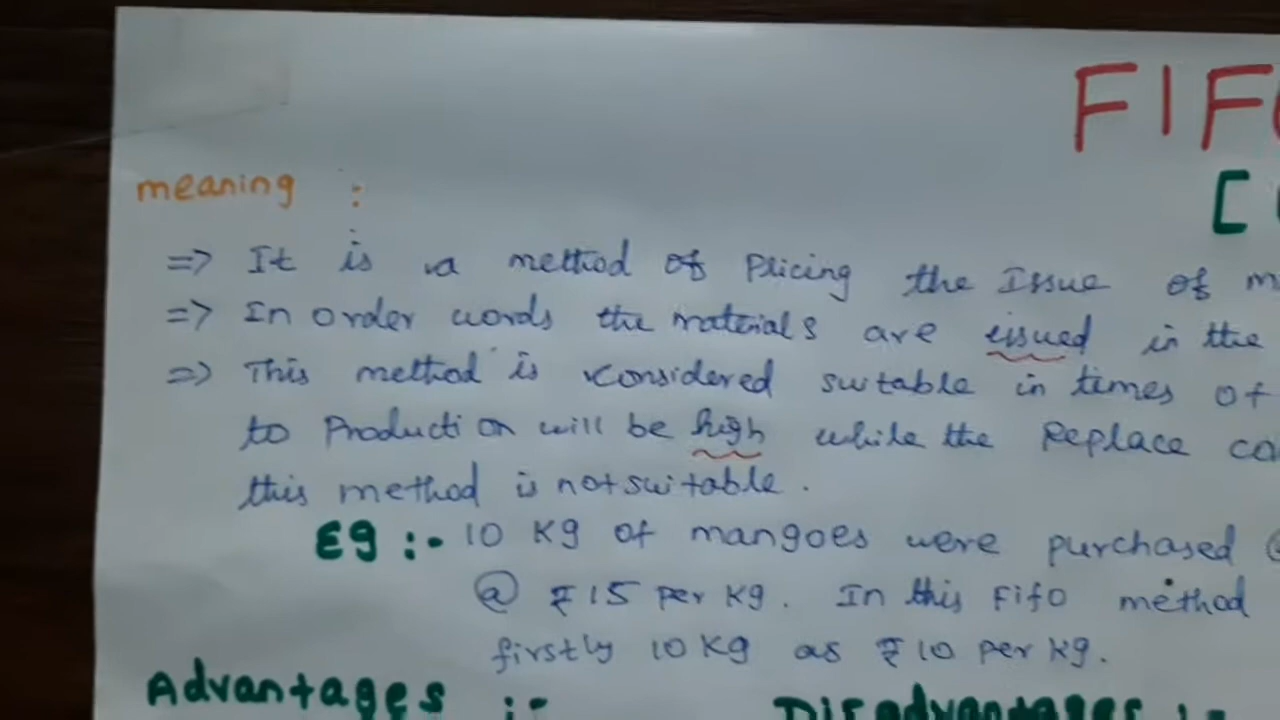 FIF
[
meaning :
=> It is a method of Pricing the Issue of m
=> In order words the materials are issued in the
=> This method is considered suitable in times of
to Production will be high while the Replace co
this method is not suitable .
Eg :- 10 Kg of mangoes were purchased @
@ ₹15 per Kg. In this Fifo method
firstly 10 Kg as ₹10 per Kg.
Advantages :- Disadvantages :-